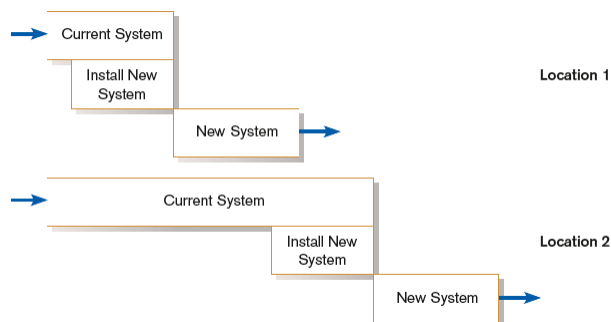 Current System
Install New
System
Location 1
New System
Current System
Install New
System
Location 2
New System